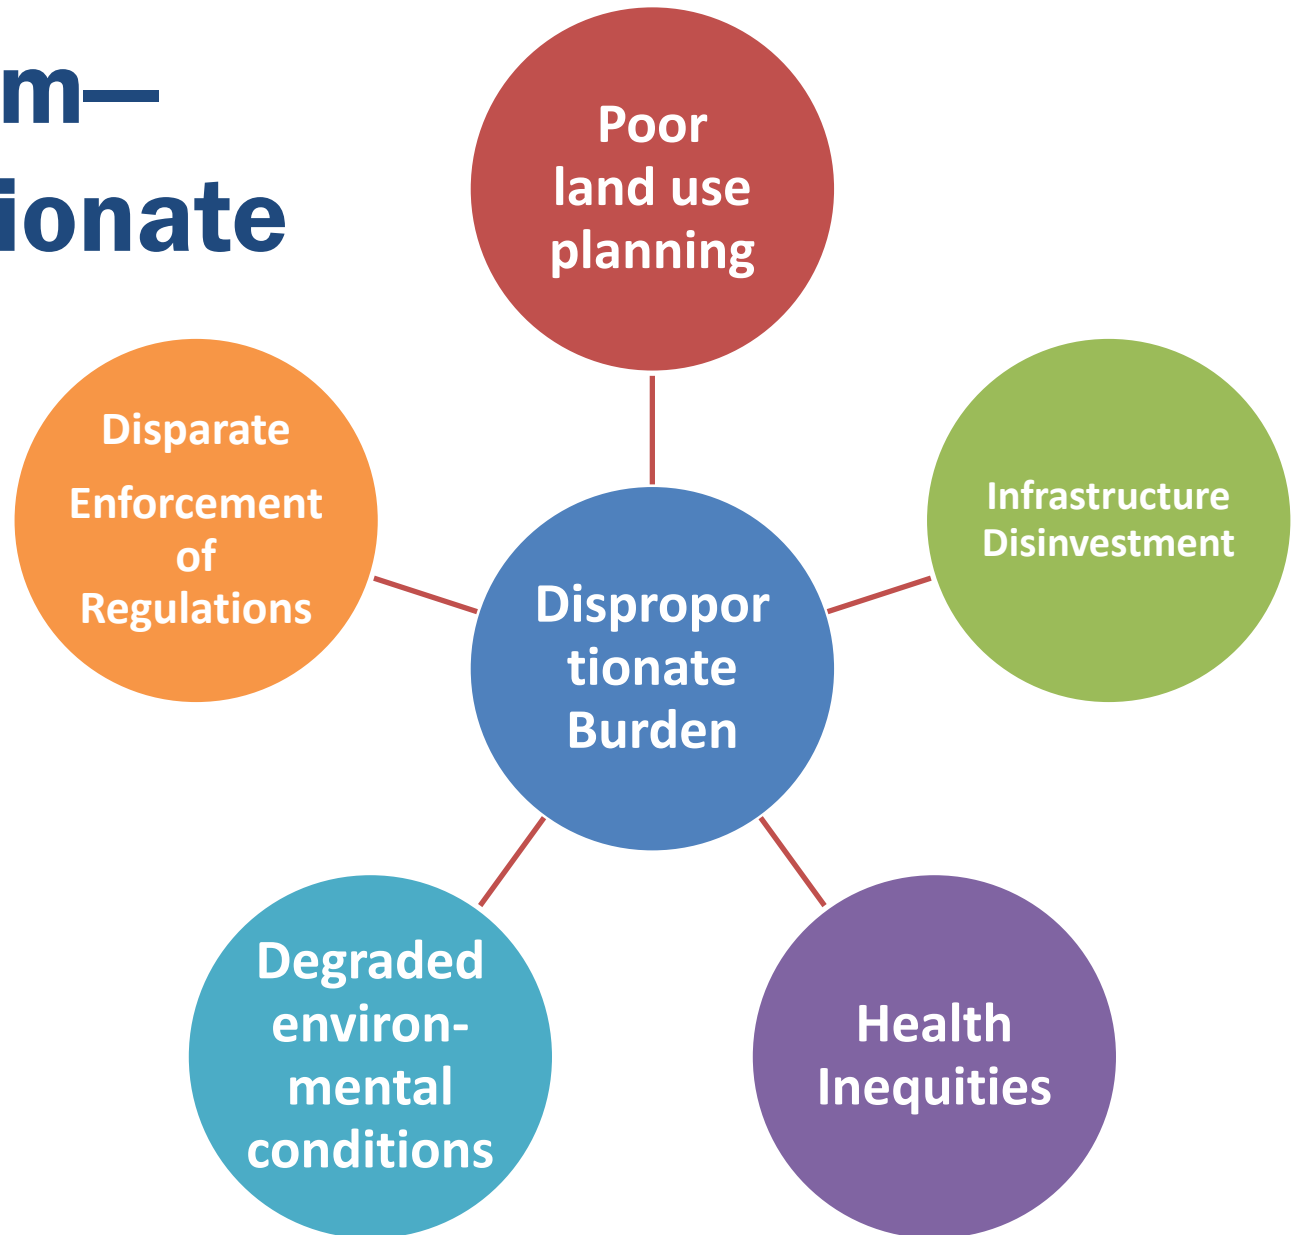 m—
ionate
Poor
land use
planning
Disparate
Enforcement
of
Regulations
Infrastructure
Disinvestment
Dispropor
tionate
Burden
Degraded
environ-
mental
conditions
Health
Inequities